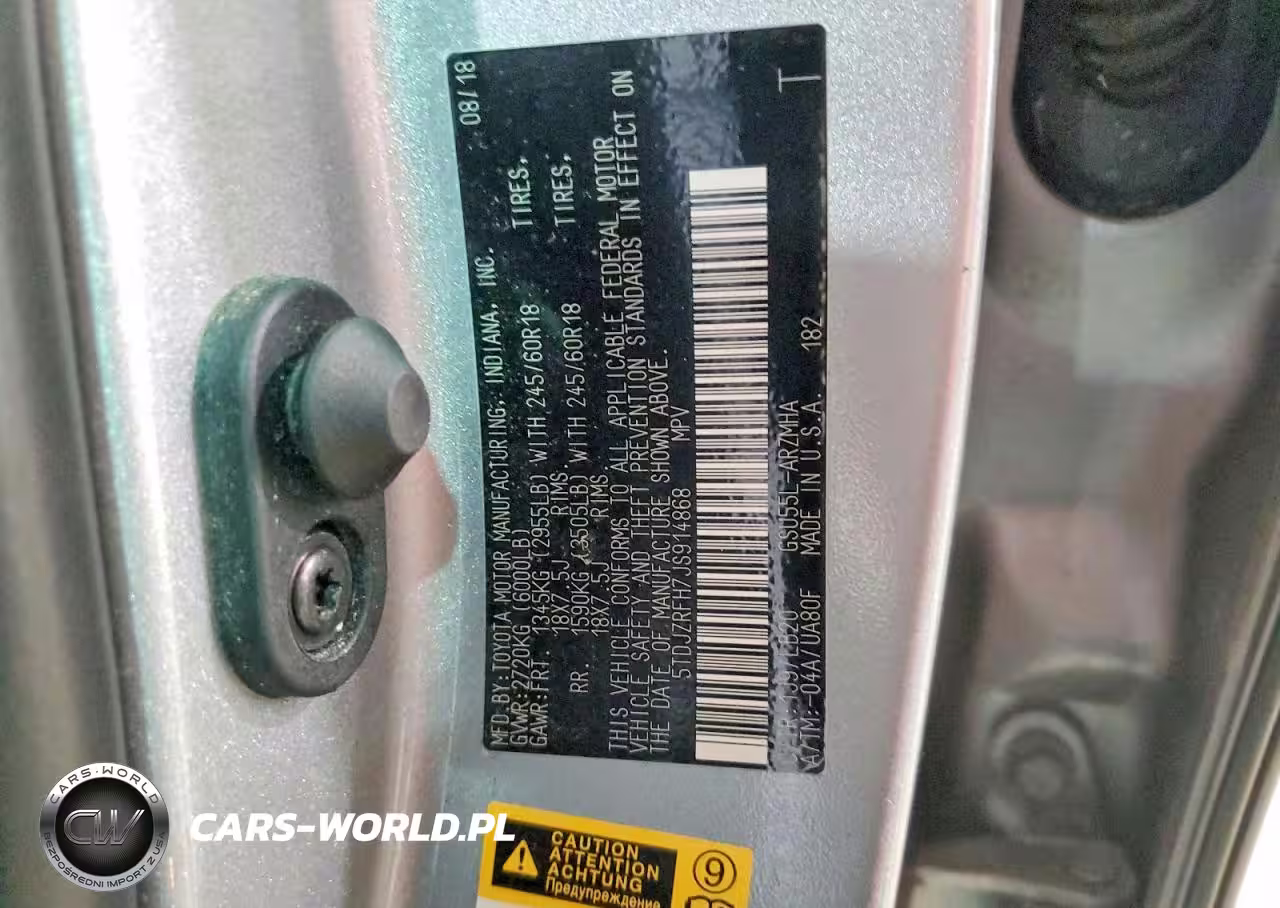 MFD.BY:TOYOTA MOTOR MANUFACTURING, INDIANA, INC. 08/18
GVWR:2720KG (6000LB)
GAWR:FRT. 1345KG (2955LB) WITH 245/60R18 TIRES,
18X7.5J RIMS.
RR. 1590KG (3505LB) WITH 245/60R18 TIRES,
18X7.5J RIMS
THIS VEHICLE CONFORMS TO ALL APPLICABLE FEDERAL MOTOR
VEHICLE SAFETY AND THEFT PREVENTION STANDARDS IN EFFECT ON
THE DATE OF MANUFACTURE SHOWN ABOVE.
5TDJZRFH7JS914868 MPV
T
GSU55L-ARZMHA
A/TM:-04A/UA80F MADE IN U.S.A. 182
CAUTION
ATTENTION
ACHTUNG
Предупреждение
9
CARS-WORLD
CW
BEZPOŚREDNI IMPORT Z USA
CARS-WORLD.PL